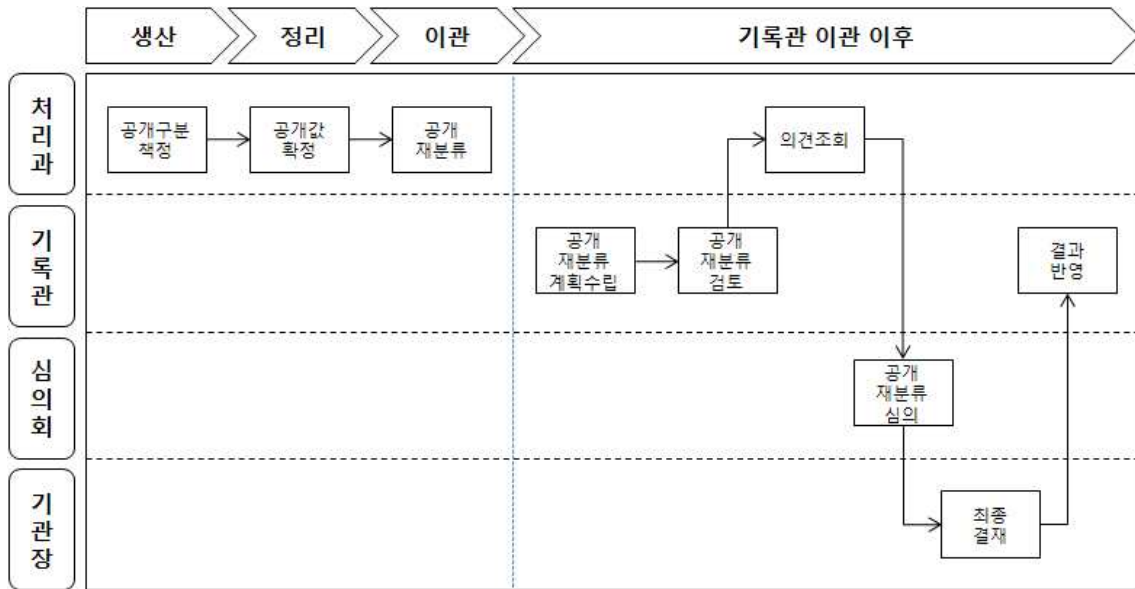 생산
정리
이관
기록관 이관 이후
처
리
과
공개구분
책정
공개값
확정
공개
재분류
의견조회
기
록
관
공개
재분류
계획수립
공개
재분류
검토
결과
반영
심
의
회
공개
재분류
심의
기
관
장
최종
결재